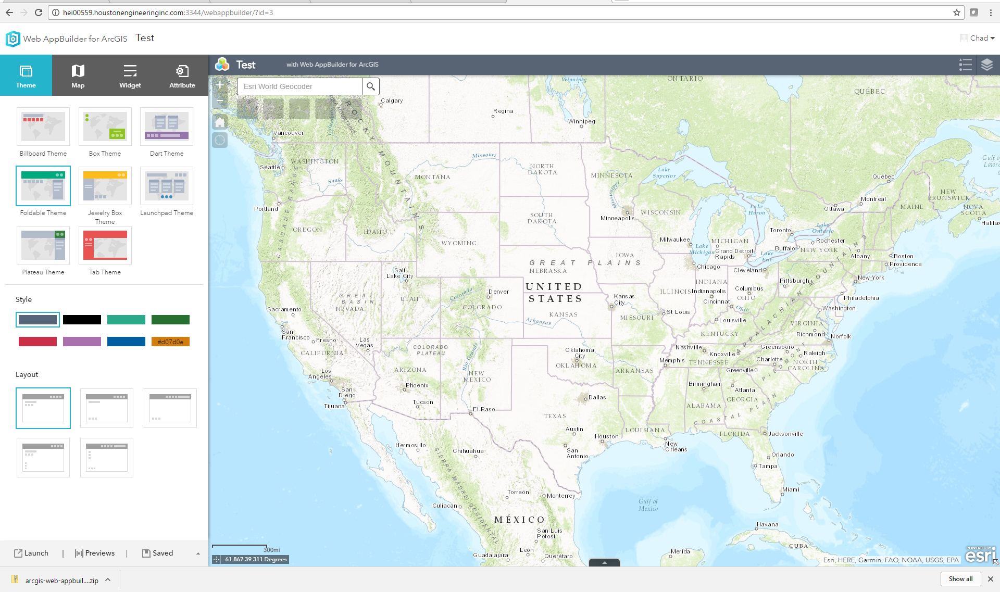 hei00559.houstonengineeringinc.com:3344/webappbuilder/?id=3
Web AppBuilder for ArcGIS Test
Chad
Theme
Map
Widget
Attribute
Test
with Web AppBuilder for ArcGIS
Esri World Geocoder
Billboard Theme
Box Theme
Dart Theme
Foldable Theme
Jewelry Box
Theme
Launchpad Theme
Plateau Theme
Tab Theme
Style
#d07d0e
Layout
Launch
Previews
Saved
Winnipeg
ONTARIO
QUÉBEC
Calgary
Regina
Winnipeg
Columbia
ROCKY MOUNTAINS
Vancouver
Gulf of
WASHINGTON
Missouri
Seattle
NORTH
DAKOTA
MINNESOTA
Lake
Superior
Quebec
MONTANA
Snake
Mississippi
NEW
BRUNSWICK
Montreal
MAINE
NOVA
SCOTIA
Ottawa
Portland
CASCADE RANGE
OREGON
IDAHO
SOUTH
DAKOTA
Minneapolis
WISCONSIN
Lake
Huron
Halifax
Toronto
Lake
Ontario
WYOMING
Milwaukee
Lake
Michigan
MICHIGAN
Grand
Rapids
Detroit
Buffalo
Rochester
NEW YORK
Albany
Boston
Providence
Lake
Erie
IOWA
GREAT PLAINS
NEBRASKA
Chicago
Cleveland
Salt
Lake City
UNITED
STATES
INDIANA
ILLINOIS
Indianapolis
Columbus
OHIO
Pittsburgh
New York
Philadelphia
GREAT
BASIN
NEVADA
UTAH
Colorado
Denver
COLORADO
Kansas
City
Cincinnati
Ohio
Washington
Sacramento
KANSAS
Arkansas
MISSOURI
St Louis
Louisville
VIRGINIA
APPALACHIAN MOUNTAINS
San
Francisco
Fresno
Las
Vegas
KENTUCKY
Richmond
Norfolk
CALIFORNIA
COLORADO
PLATEAU
Rio Grande
Oklahoma
City
OKLAHOMA
Nashville
Knoxville
Greensboro
Raleigh
Memphis
TENNESSEE
Charlotte
NORTH
CAROLINA
PIEDMONT
ARIZONA
NEW
MEXICO
ARKANSAS
Greenville
Los
Angeles
Phoenix
Birmingham
Atlanta
San
Diego
Tijuana
Tucson
El Paso
Dallas
GEORGIA
ALABAMA
COASTAL PLAIN
TEXAS
Austin
Houston
LOUISIANA
FLORIDA
Jacksonville
Hermosillo
Chihuahua
San
Antonio
New
Orleans
Orlando
Tampa
SIERRA MADRE OCCIDENTAL
Torreón
Monterrey
Miami
Culiacan
Gulf of
Mexico
MÉXICO
San Luis
Potosi
Havana
León
Merida
CUBA
Guadalajara
Querétaro
300mi
-61.867 39.311 Degrees
Esri, HERE, Garmin, FAO, NOAA, USGS, EPA
POWERED BY
esri
arcgis-web-appbuil....zip
Show all